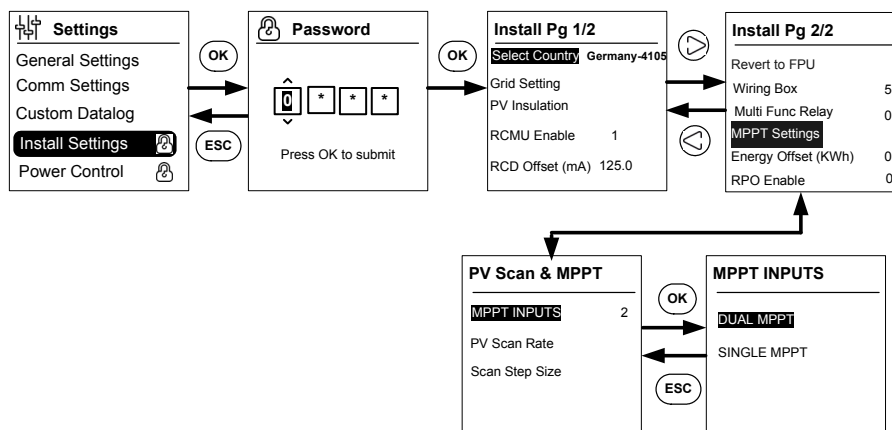 Settings
General Settings
Comm Settings
Custom Datalog
Install Settings
Power Control
OK
ESC
Password
0 * * *
Press OK to submit
OK
Install Pg 1/2
Select Country Germany-4105
Grid Setting
PV Insulation
RCMU Enable 1
RCD Offset (mA) 125.0
Install Pg 2/2
Revert to FPU
Wiring Box 5
Multi Func Relay 0
MPPT Settings
Energy Offset (KWh) 0
RPO Enable 0
PV Scan & MPPT
MPPT INPUTS 2
PV Scan Rate
Scan Step Size
OK
ESC
MPPT INPUTS
DUAL MPPT
SINGLE MPPT